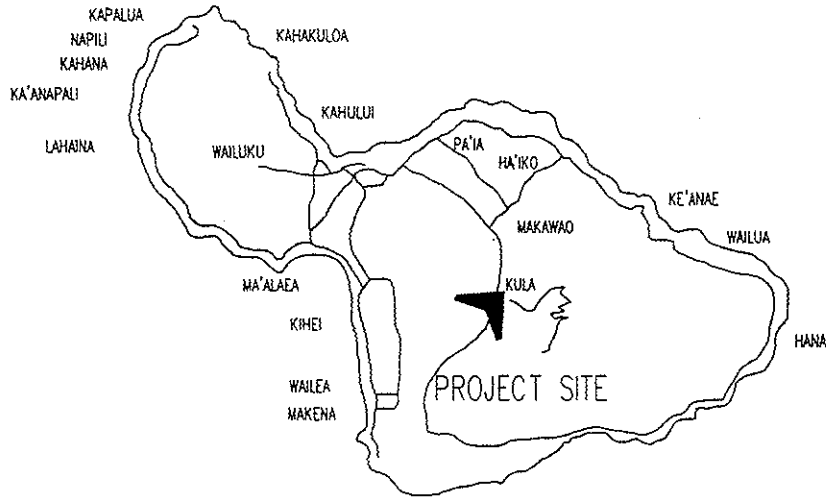 KAPALUA
NAPILI
KAHAKULOA
KAHANA
KA'ANAPALI
KAHULUI
LAHAINA
WAILUKU
PA'IA
HA'IKO
KE'ANAE
MAKAWAO
WAILUA
MA'ALAEA
KULA
KIHEI
HANA
WAILEA
PROJECT SITE
MAKENA